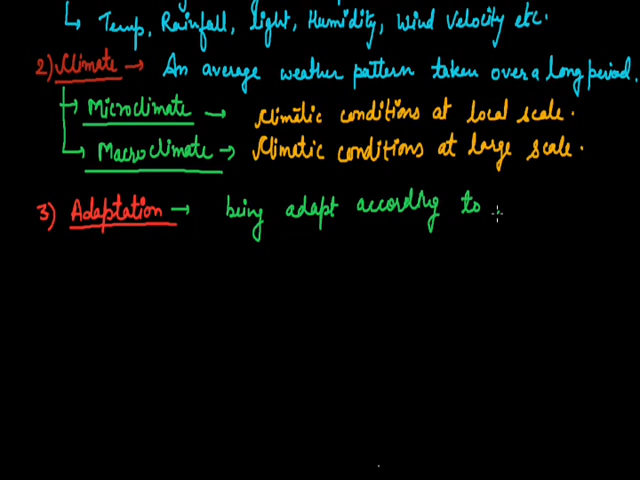 ↳ Temp, Rainfall, light, Humidity, Wind Velocity etc.
2) Climate → An average weather pattern taken over a long period.
→ Microclimate → Climatic conditions at local scale.
→ Macroclimate → Climatic conditions at large scale.
3) Adaptation → being adapt accordng to